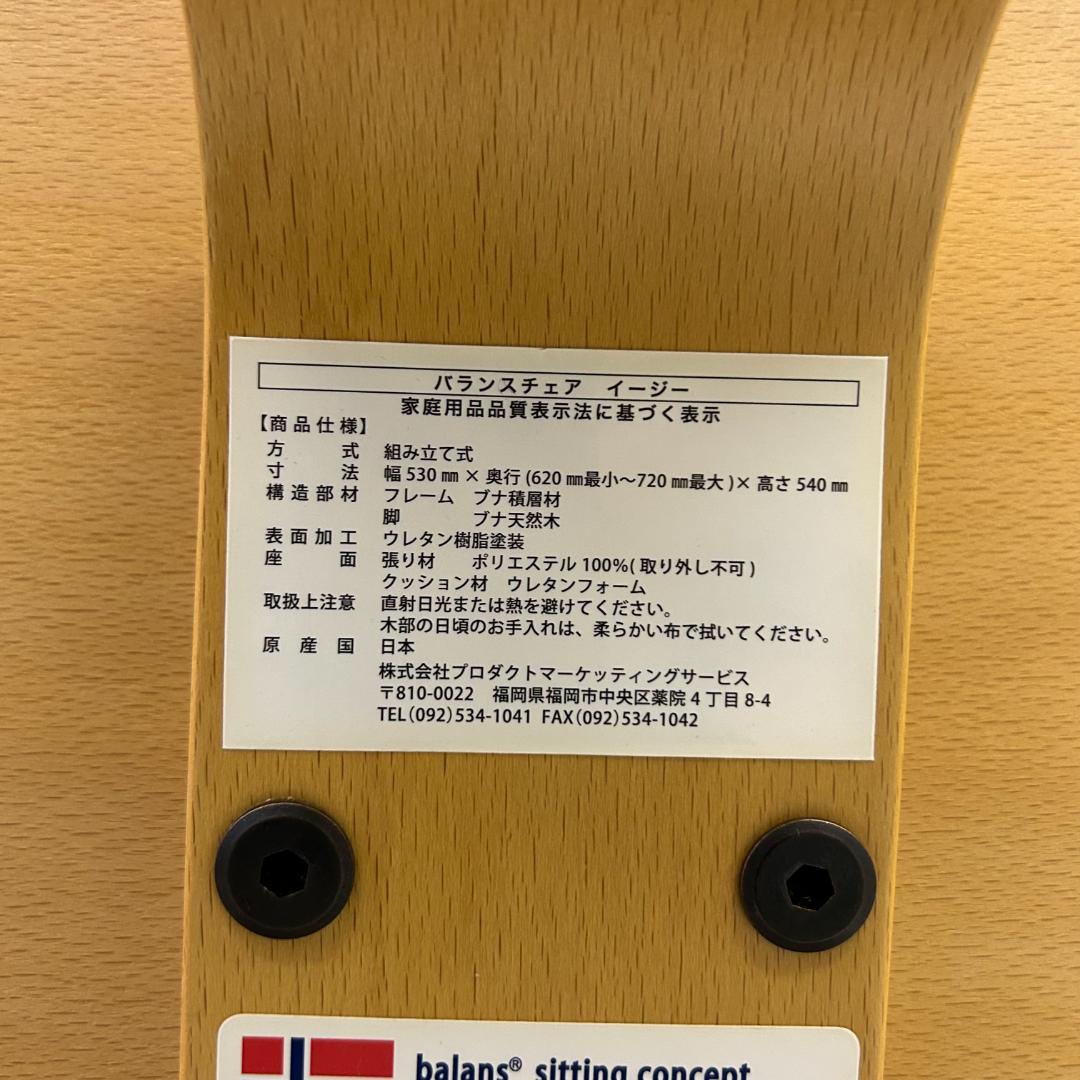 バランスチェア　イージー
家庭用品品質表示法に基づく表示
【商品仕様】
方式 組み立て式
寸法 幅 530 ㎜ × 奥行 (620 ㎜最小～720 ㎜最大 )× 高さ 540 ㎜
構造部材 フレーム ブナ積層材
脚 ブナ天然木
表面加工 ウレタン樹脂塗装
座面 張り材 ポリエステル 100%( 取り外し不可 )
クッション材 ウレタンフォーム
取扱上注意 直射日光または熱を避けてください。
木部の日頃のお手入れは、柔らかい布で拭いてください。
原産国 日本
株式会社プロダクトマーケッティングサービス
〒810-0022 福岡県福岡市中央区薬院 4 丁目 8-4
TEL(092)534-1041 FAX(092)534-1042
balans® sitting concept